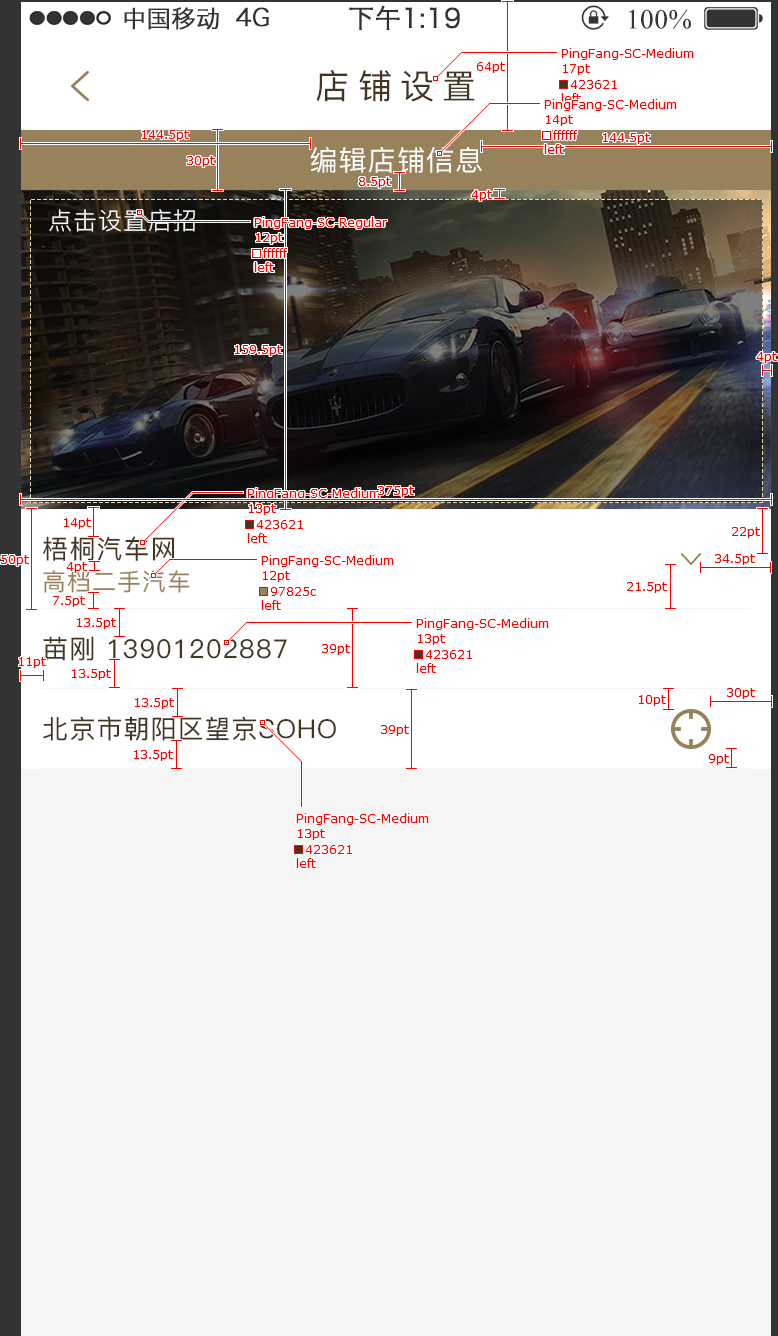 中国移动 4G 下午1:19 100%
PingFang-SC-Medium
64pt
17pt
店铺设置
423621
left
PingFang-SC-Medium
14pt
144.5pt
ffffff
144.5pt
left
30pt
编辑店铺信息
8.5pt
4pt
点击设置店招
PingFang-SC-Regular
12pt
ffffff
left
159.5pt
4pt
375pt
PingFang-SC-Medium
13pt
423621
left
14pt
22pt
梧桐汽车网
50pt
34.5pt
PingFang-SC-Medium
4pt
12pt
高档二手汽车
97825c
left
21.5pt
7.5pt
13.5pt
PingFang-SC-Medium
13pt
苗刚 13901202887
39pt
423621
left
11pt
13.5pt
10pt
30pt
13.5pt
北京市朝阳区望京SOHO
39pt
13.5pt
9pt
PingFang-SC-Medium
13pt
423621
left